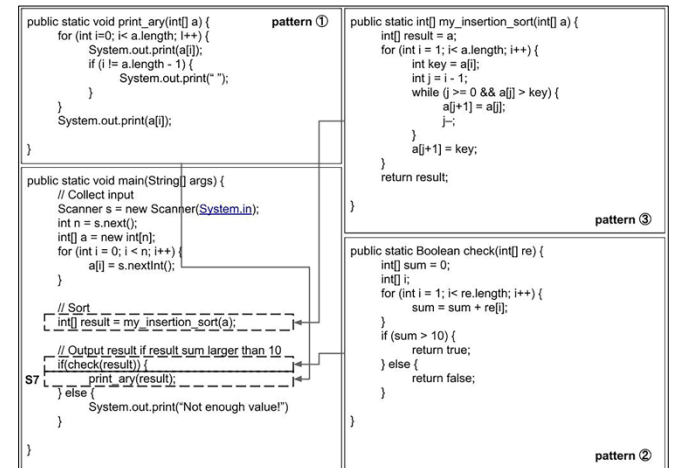 public static void print_ary(int[] a) {
pattern ①
for (int i=0; i< a.length; I++) {
System.out.print(a[i]);
if (i != a.length - 1) {
System.out.print(“ ”);
}
}
System.out.print(a[i]);
}
public static void main(String[] args) {
// Collect input
Scanner s = new Scanner(System.in);
int n = s.next();
int[] a = new int[n];
for (int i = 0; i < n; i++) {
a[i] = s.nextInt();
}
// Sort
int[] result = my_insertion_sort(a);
// Output result if result sum larger than 10
if(check(result)) {
S7 print_ary(result);
} else {
System.out.print(“Not enough value!”)
}
}
public static int[] my_insertion_sort(int[] a) {
int[] result = a;
for (int i = 1; i< a.length; i++) {
int key = a[i];
int j = i - 1;
while (j >= 0 && a[j] > key) {
a[j+1] = a[j];
j–;
}
a[j+1] = key;
}
return result;
}
pattern ③
public static Boolean check(int[] re) {
int[] sum = 0;
int[] i;
for (int i = 1; i< re.length; i++) {
sum = sum + re[i];
}
if (sum > 10) {
return true;
} else {
return false;
}
}
pattern ②